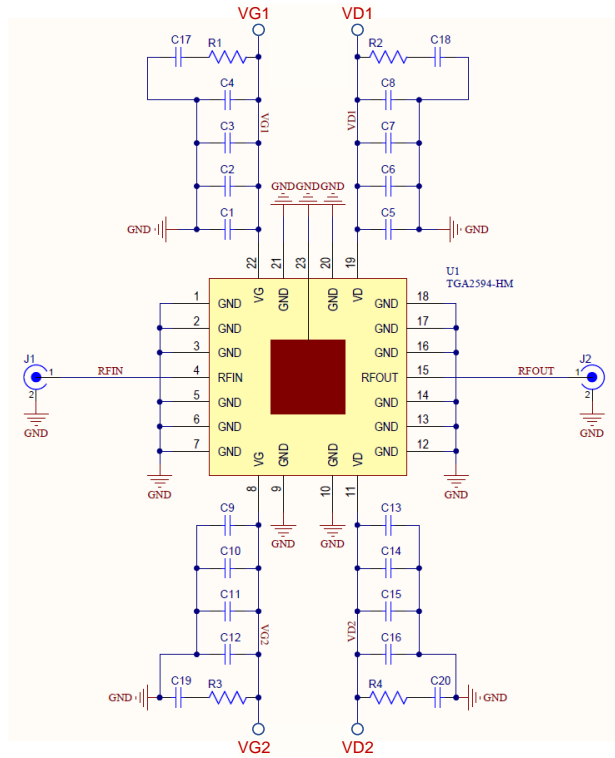 VG1 VD1
C17 R1 R2 C18
C4 C8
VG1 VD1
C3 C7
C2 C6
GND GND GND
C1 C5
GND GND
22 21 23 20 19
U1
TGA2594-HM
VG GND GND VD
1 GND GND 18
2 GND GND 17
3 GND GND 16
J1 1 RFIN 4 RFIN RFOUT 15 RFOUT 1 J2
2 5 GND GND 14 2
GND 6 GND GND 13 GND
7 GND GND 12
VG GND GND VD
GND 8 9 10 11 GND
C9 C13
GND GND
C10 C14
C11 C15
VG2 VD2
C12 C16
C19 R3 R4 C20
GND GND
VG2 VD2